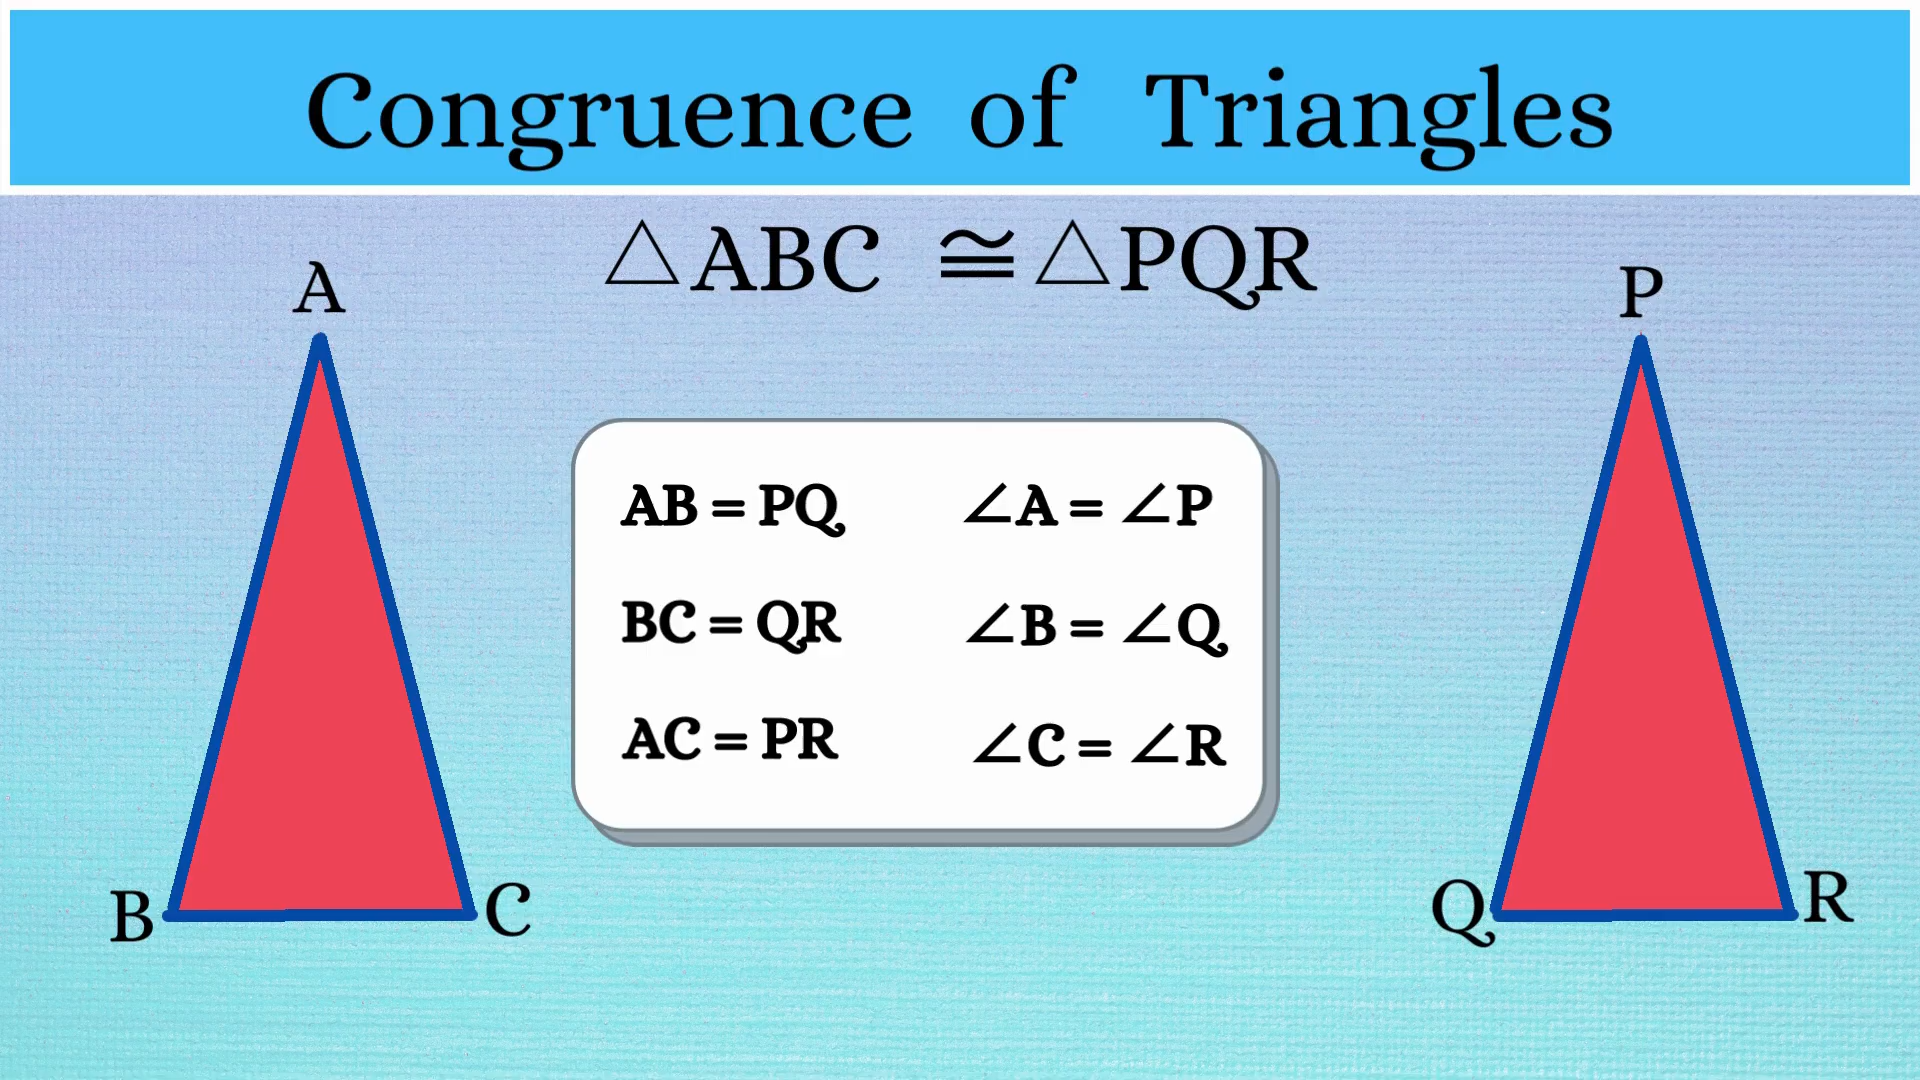 Congruence of Triangles
△ABC ≅ △PQR
A
P
AB = PQ ∠A = ∠P
BC = QR ∠B = ∠Q
AC = PR ∠C = ∠R
B
C
Q
R